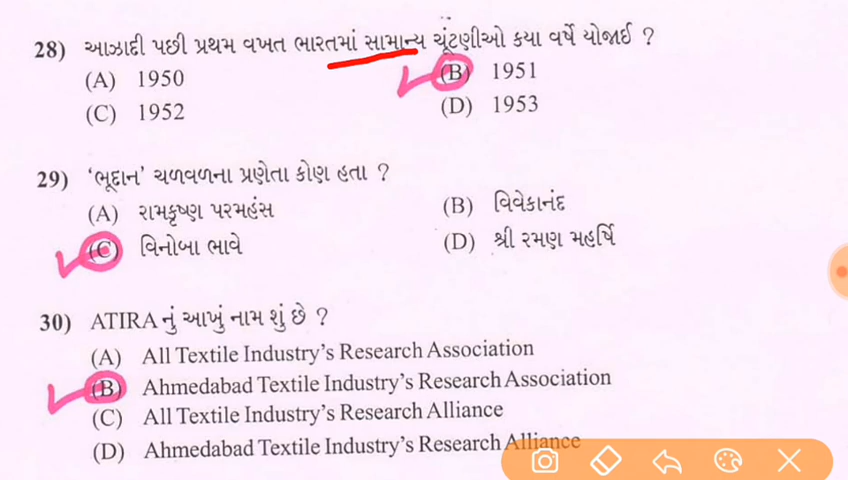 28) આઝાદી પછી પ્રથમ વખત ભારતમાં સામાન્ય ચૂંટણીઓ કયા વર્ષે યોજાઈ ?
(A) 1950 (B) 1951
(C) 1952 (D) 1953
29) ‘ભૂદાન’ ચળવળના પ્રણેતા કોણ હતા ?
(A) રામકૃષ્ણ પરમહંસ (B) વિવેકાનંદ
(C) વિનોબા ભાવે (D) શ્રી રમણ મહર્ષિ
30) ATIRA નું આખું નામ શું છે ?
(A) All Textile Industry’s Research Association
(B) Ahmedabad Textile Industry’s Research Association
(C) All Textile Industry’s Research Alliance
(D) Ahmedabad Textile Industry’s Research Alliance